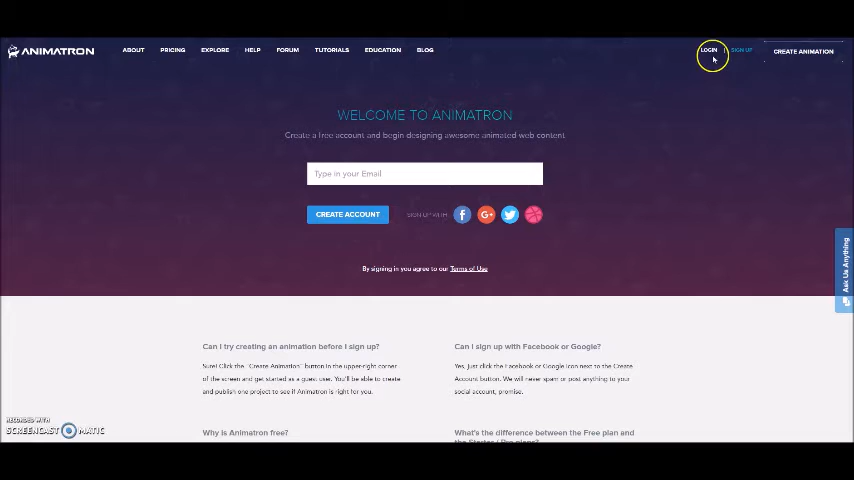 ANIMATRON
ABOUT PRICING EXPLORE HELP FORUM TUTORIALS EDUCATION BLOG
LOGIN | SIGN UP CREATE ANIMATION
WELCOME TO ANIMATRON
Create a free account and begin designing awesome animated web content
Type in your Email
CREATE ACCOUNT SIGN UP WITH f G+
By signing in you agree to our Terms of Use
Ask Us Anything
Can I try creating an animation before I sign up?
Sure! Click the "Create Animation" button in the upper-right corner
of the screen and get started as a guest user. You'll be able to create
and publish one project to see if Animatron is right for you.
Can I sign up with Facebook or Google?
Yes, Just click the Facebook or Google Icon next to the Create
Account button. We will never spam or post anything to your
social account, promise.
Why is Animatron free?
What's the difference between the Free plan and
the Starter / Pro plans?
RECORDED WITH
SCREENCAST MATIC